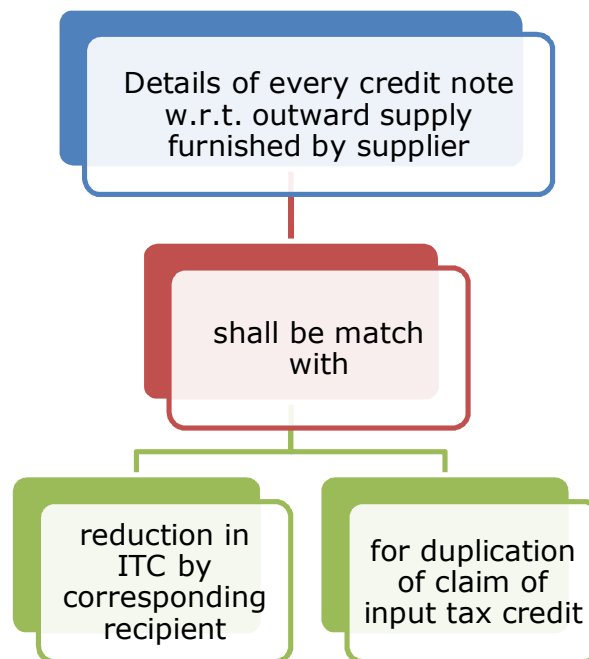 Details of every credit note
w.r.t. outward supply
furnished by supplier
shall be match
with
reduction in
ITC by
corresponding
recipient
for duplication
of claim of
input tax credit